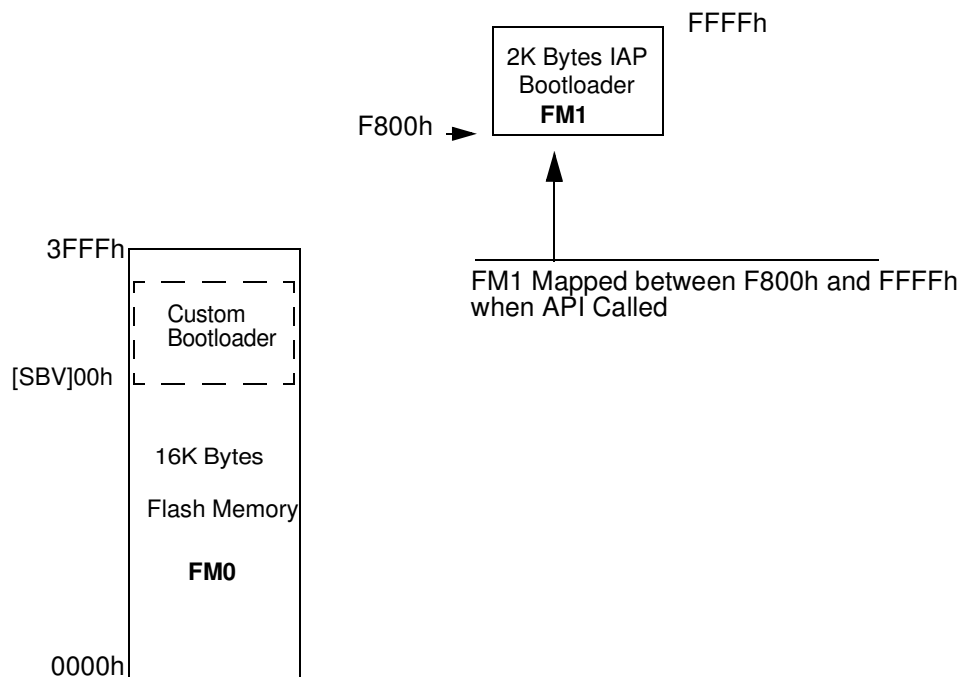 FFFFh
2K Bytes IAP
Bootloader
FM1
F800h
3FFFh
FM1 Mapped between F800h and FFFFh
when API Called
Custom
Bootloader
[SBV]00h
16K Bytes
Flash Memory
FM0
0000h